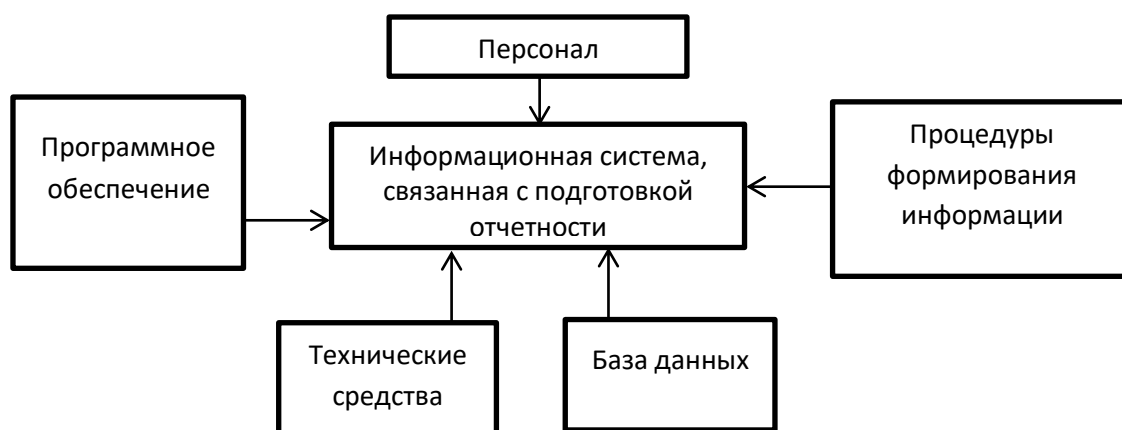 Персонал
Программное
обеспечение
Информационная система,
связанная с подготовкой
отчетности
Процедуры
формирования
информации
Технические
средства
База данных